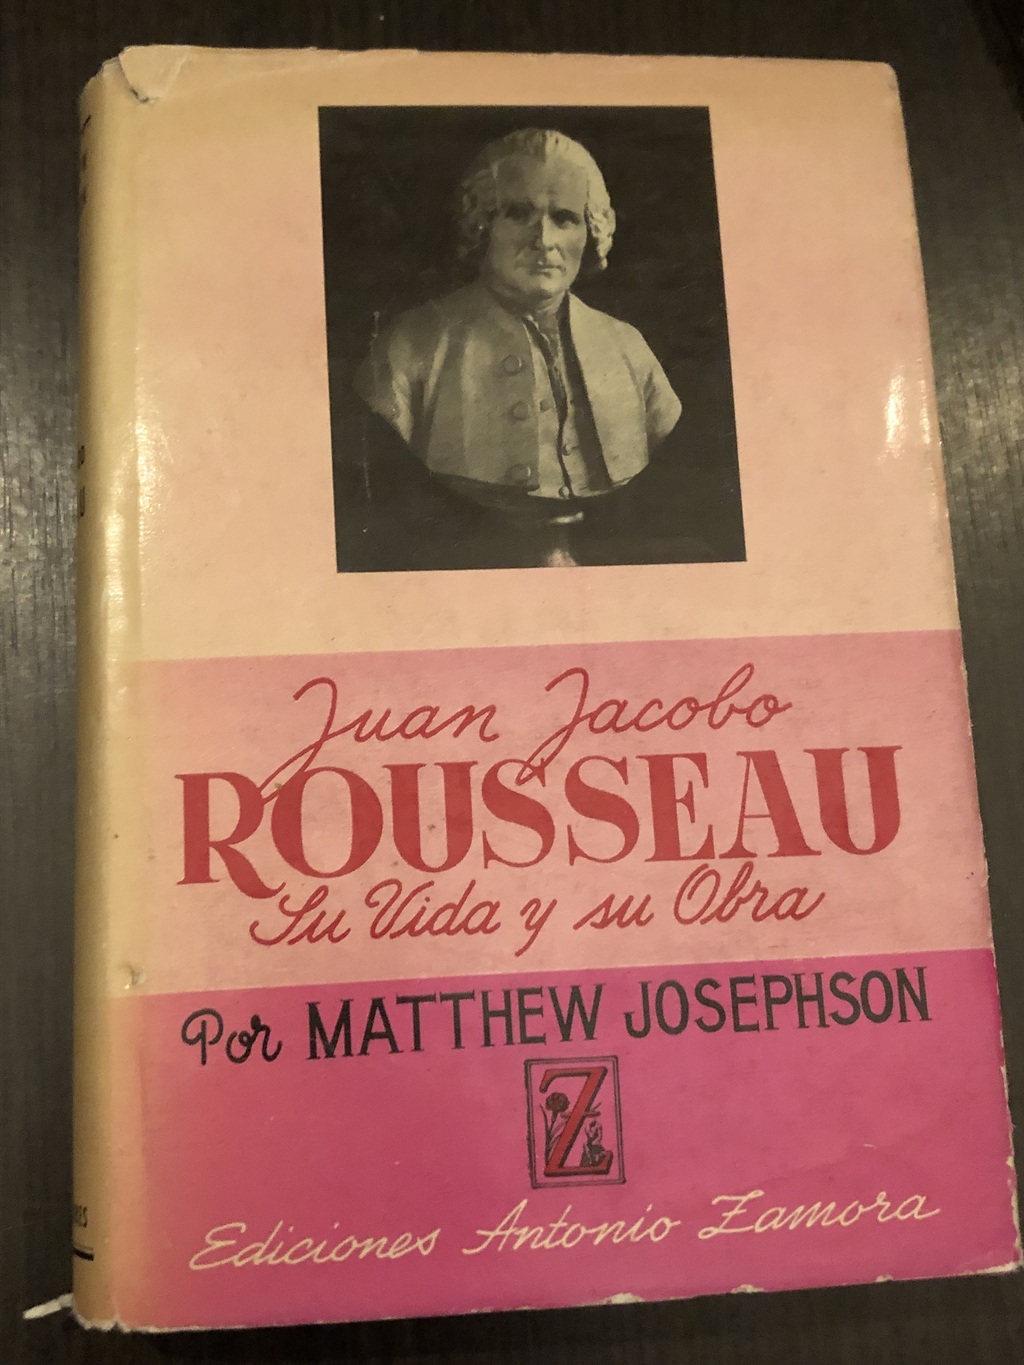 Juan Jacobo
ROUSSEAU
Su Vida y su Obra
Por MATTHEW JOSEPHSON
Z
Ediciones Antonio Zamora